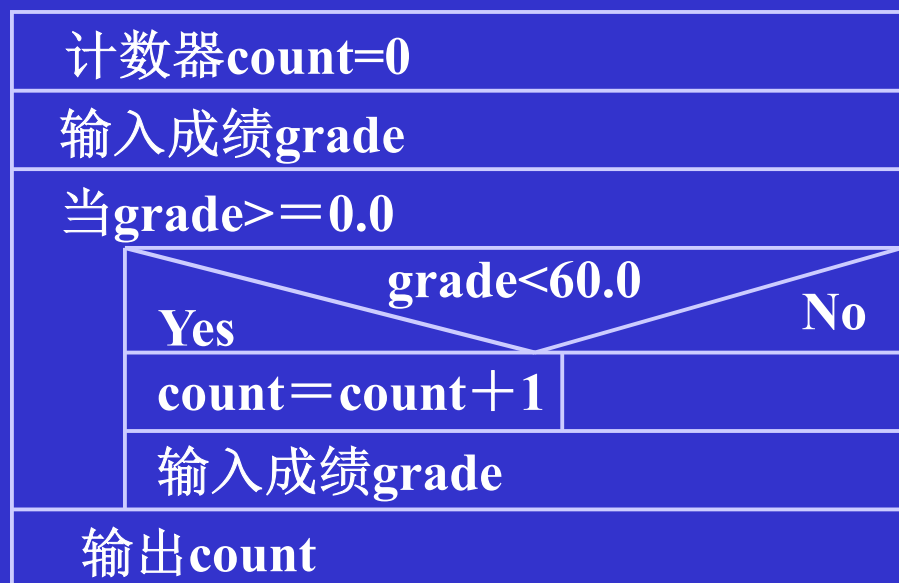 计数器count=0
输入成绩grade
当grade>＝0.0
grade<60.0
Yes
No
count＝count＋1
输入成绩grade
输出count